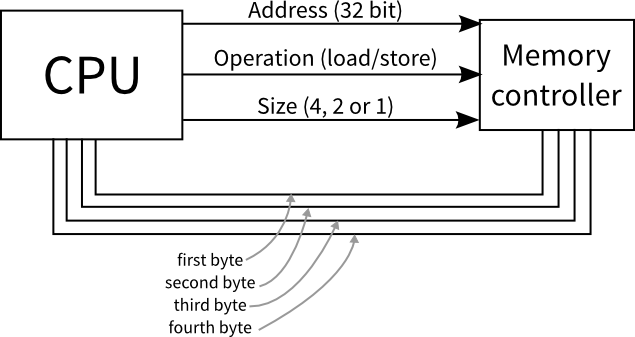 Address (32 bit)
CPU
Operation (load/store)
Memory
controller
Size (4, 2 or 1)
first byte
second byte
third byte
fourth byte